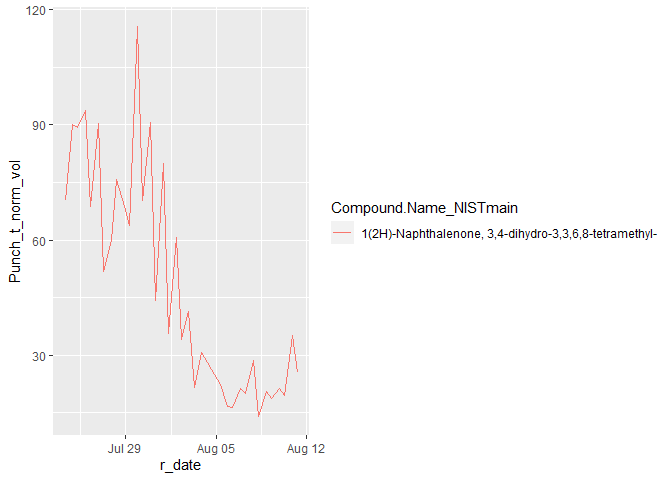 120
90
60
30
Punch_t_norm_vol
Jul 29
Aug 05
Aug 12
r_date
Compound.Name_NISTmain
1(2H)-Naphthalenone, 3,4-dihydro-3,3,6,8-tetramethyl-